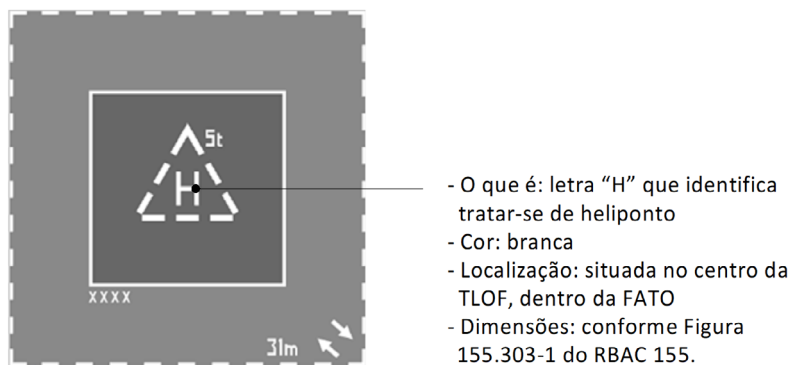 5t
H
XXXX
31m
- O que é: letra “H” que identifica
tratar-se de heliponto
- Cor: branca
- Localização: situada no centro da
TLOF, dentro da FATO
- Dimensões: conforme Figura
155.303-1 do RBAC 155.